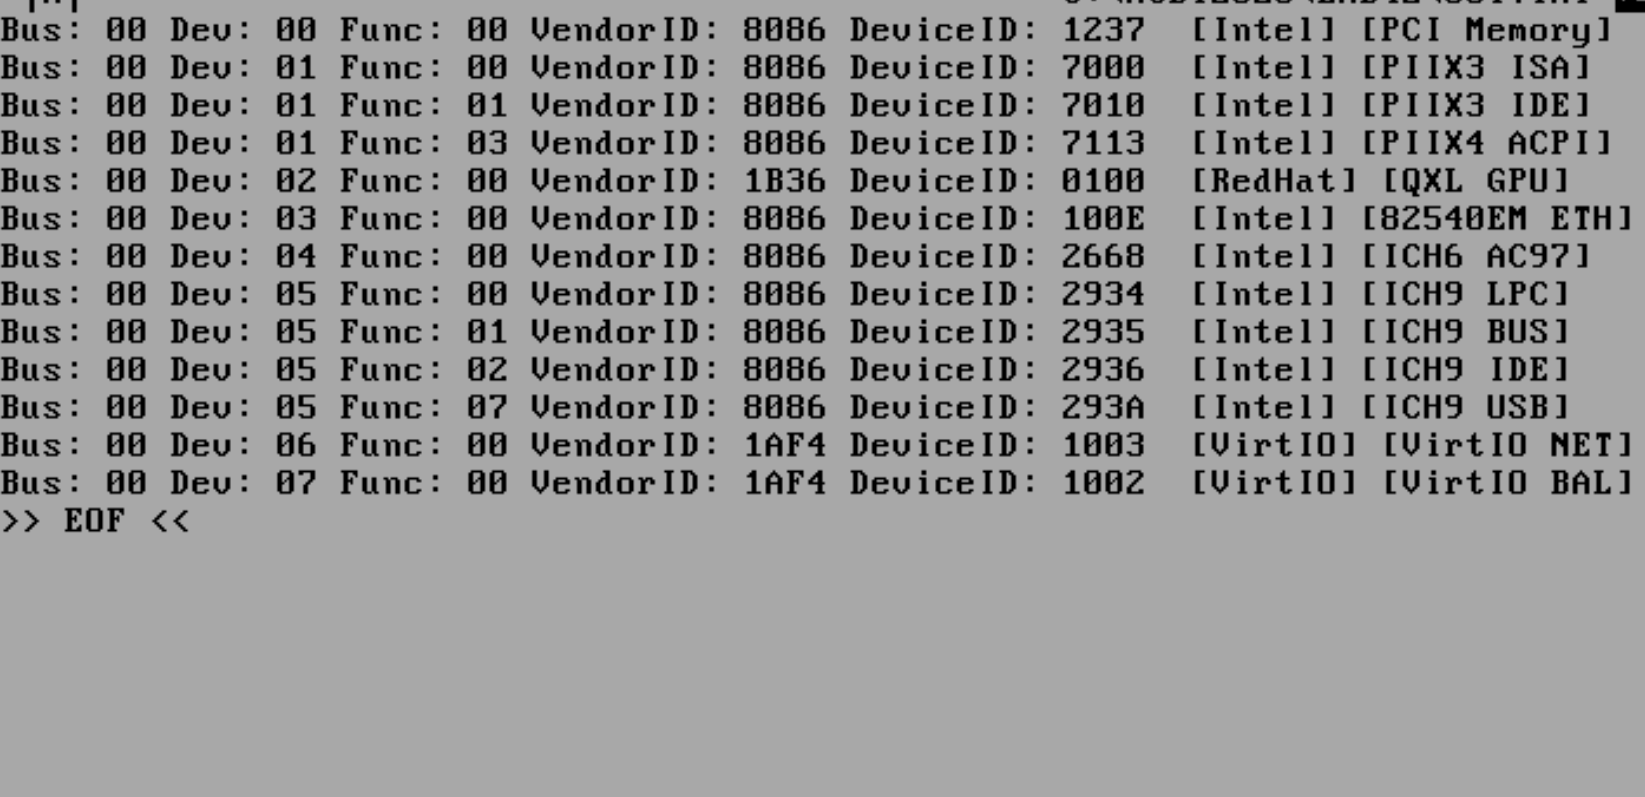 Bus: 00 Dev: 00 Func: 00 VendorID: 8086 DeviceID: 1237  [Intel] [PCI Memory]
Bus: 00 Dev: 01 Func: 00 VendorID: 8086 DeviceID: 7000  [Intel] [PIIX3 ISA]
Bus: 00 Dev: 01 Func: 01 VendorID: 8086 DeviceID: 7010  [Intel] [PIIX3 IDE]
Bus: 00 Dev: 01 Func: 03 VendorID: 8086 DeviceID: 7113  [Intel] [PIIX4 ACPI]
Bus: 00 Dev: 02 Func: 00 VendorID: 1B36 DeviceID: 0100  [RedHat] [QXL GPU]
Bus: 00 Dev: 03 Func: 00 VendorID: 8086 DeviceID: 100E  [Intel] [82540EM ETH]
Bus: 00 Dev: 04 Func: 00 VendorID: 8086 DeviceID: 2668  [Intel] [ICH6 AC97]
Bus: 00 Dev: 05 Func: 00 VendorID: 8086 DeviceID: 2934  [Intel] [ICH9 LPC]
Bus: 00 Dev: 05 Func: 01 VendorID: 8086 DeviceID: 2935  [Intel] [ICH9 BUS]
Bus: 00 Dev: 05 Func: 02 VendorID: 8086 DeviceID: 2936  [Intel] [ICH9 IDE]
Bus: 00 Dev: 05 Func: 07 VendorID: 8086 DeviceID: 293A  [Intel] [ICH9 USB]
Bus: 00 Dev: 06 Func: 00 VendorID: 1AF4 DeviceID: 1003  [VirtIO] [VirtIO NET]
Bus: 00 Dev: 07 Func: 00 VendorID: 1AF4 DeviceID: 1002  [VirtIO] [VirtIO BAL]
>> EOF <<